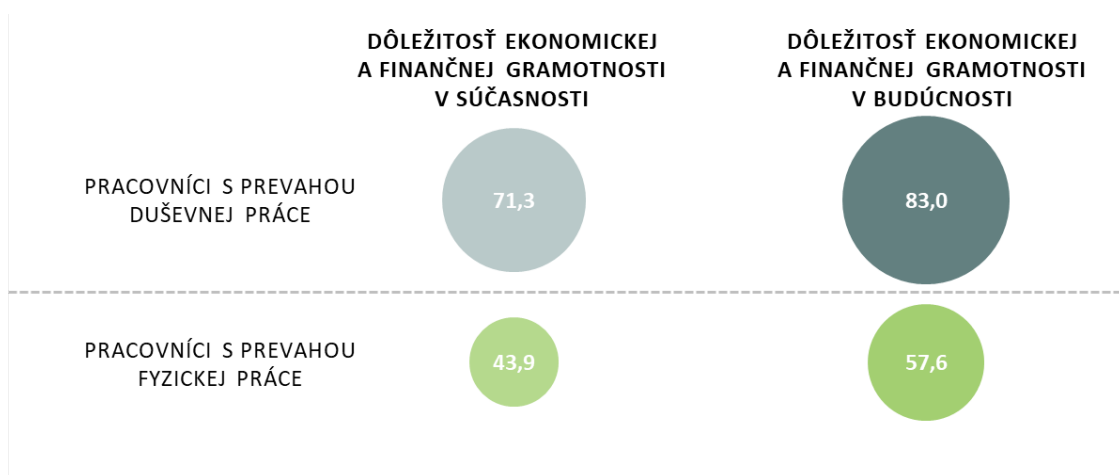 DÔLEŽITOSŤ EKONOMICKEJ
A FINANČNEJ GRAMOTNOSTI
V SÚČASNOSTI
DÔLEŽITOSŤ EKONOMICKEJ
A FINANČNEJ GRAMOTNOSTI
V BUDÚCNOSTI
PRACOVNÍCI S PREVAHOU
DUŠEVNEJ PRÁCE
71,3
83,0
PRACOVNÍCI S PREVAHOU
FYZICKEJ PRÁCE
43,9
57,6